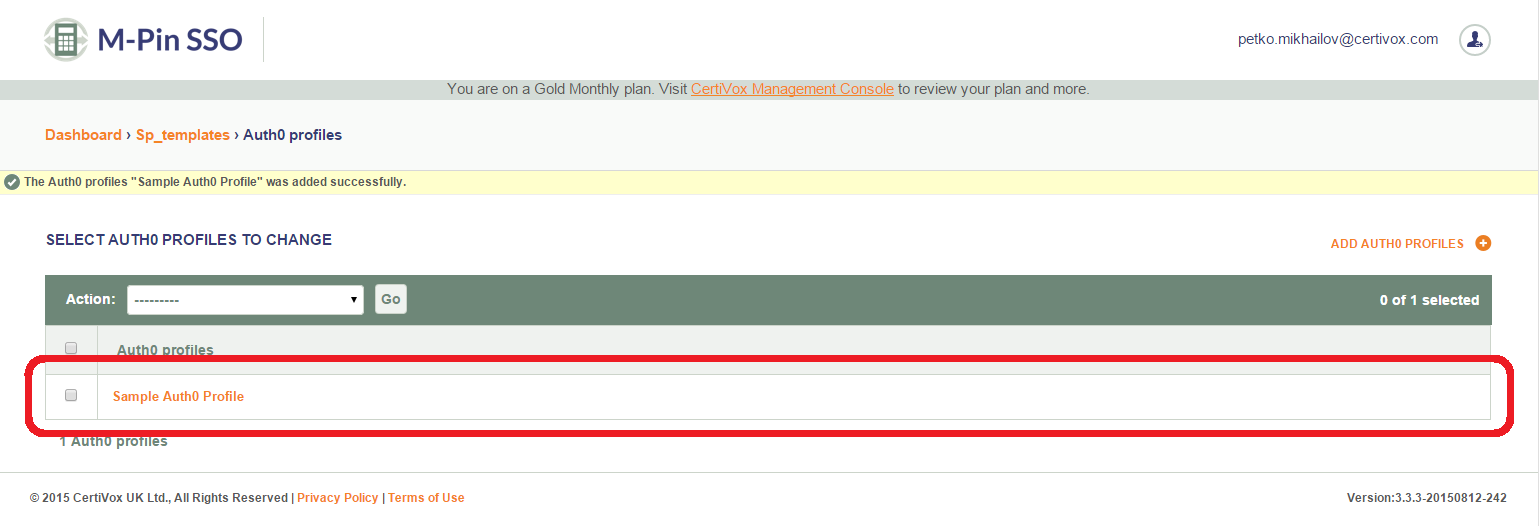 M-Pin SSO
petko.mikhailov@certivox.com
You are on a Gold Monthly plan. Visit CertiVox Management Console to review your plan and more.
Dashboard › Sp_templates › Auth0 profiles
The Auth0 profiles "Sample Auth0 Profile" was added successfully.
SELECT AUTH0 PROFILES TO CHANGE
ADD AUTH0 PROFILES
Action: --------- Go 0 of 1 selected
Auth0 profiles
Sample Auth0 Profile
1 Auth0 profiles
© 2015 CertiVox UK Ltd., All Rights Reserved | Privacy Policy | Terms of Use Version:3.3.3-20150812-242